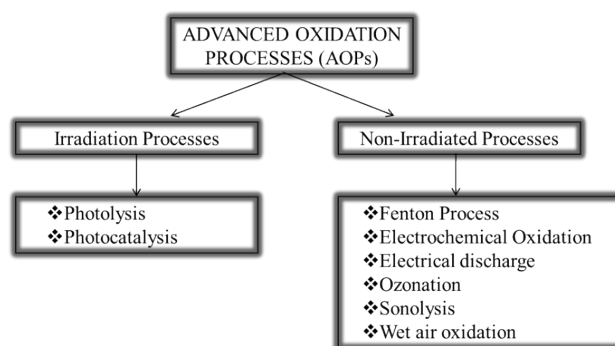 ADVANCED OXIDATION
PROCESSES (AOPs)
Irradiation Processes
Non-Irradiated Processes
❖Photolysis
❖Photocatalysis
❖Fenton Process
❖Electrochemical Oxidation
❖Electrical discharge
❖Ozonation
❖Sonolysis
❖Wet air oxidation